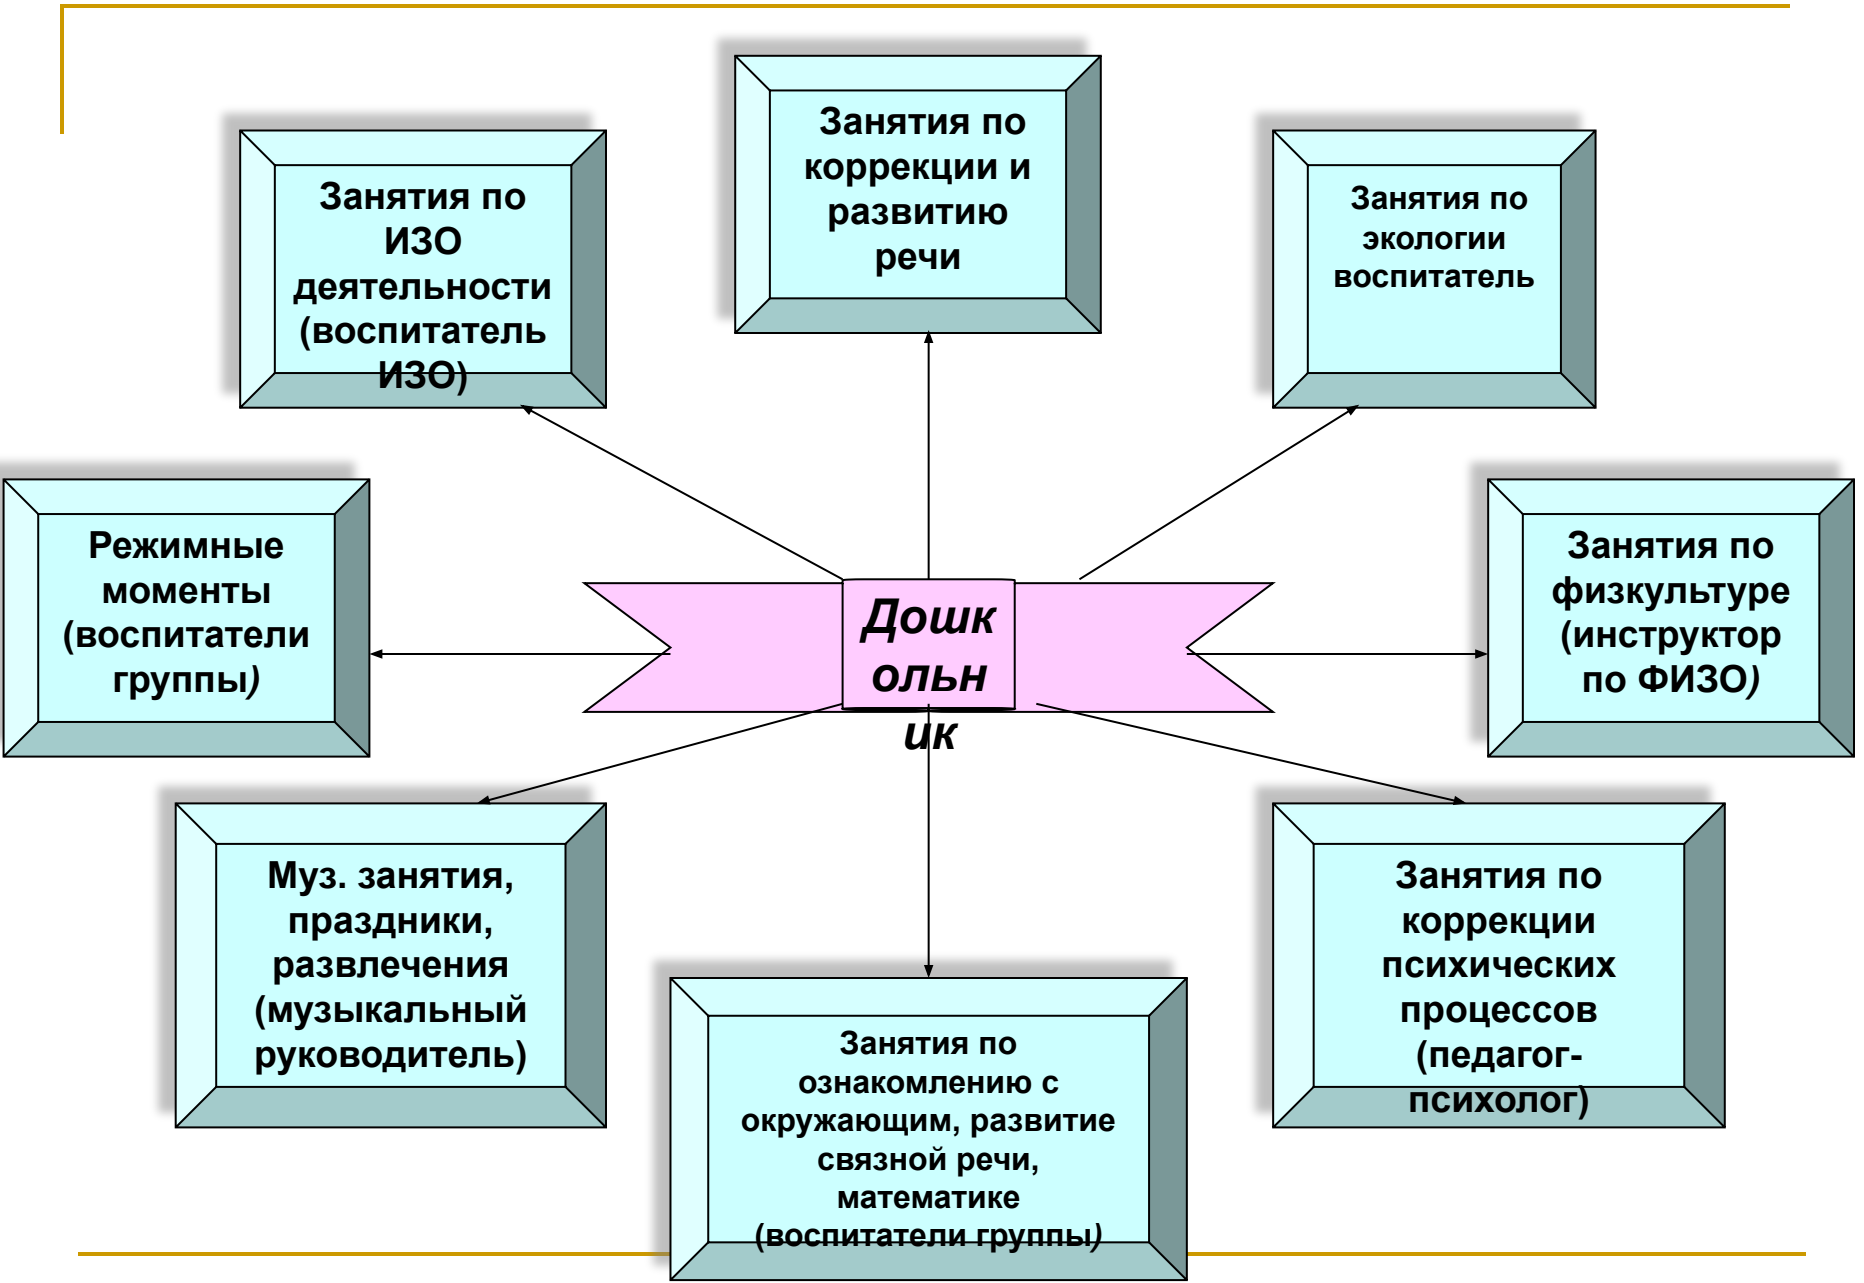 Занятия по
коррекции и
развитию
речи
Занятия по
ИЗО
деятельности
(воспитатель
ИЗО)
Занятия по
экологии
воспитатель
Режимные
моменты
(воспитатели
группы)
Дошк
ольн
ик
Занятия по
физкультуре
(инструктор
по ФИЗО)
Муз. занятия,
праздники,
развлечения
(музыкальный
руководитель)
Занятия по
ознакомлению с
окружающим, развитие
связной речи,
математике
(воспитатели группы)
Занятия по
коррекции
психических
процессов
(педагог-
психолог)